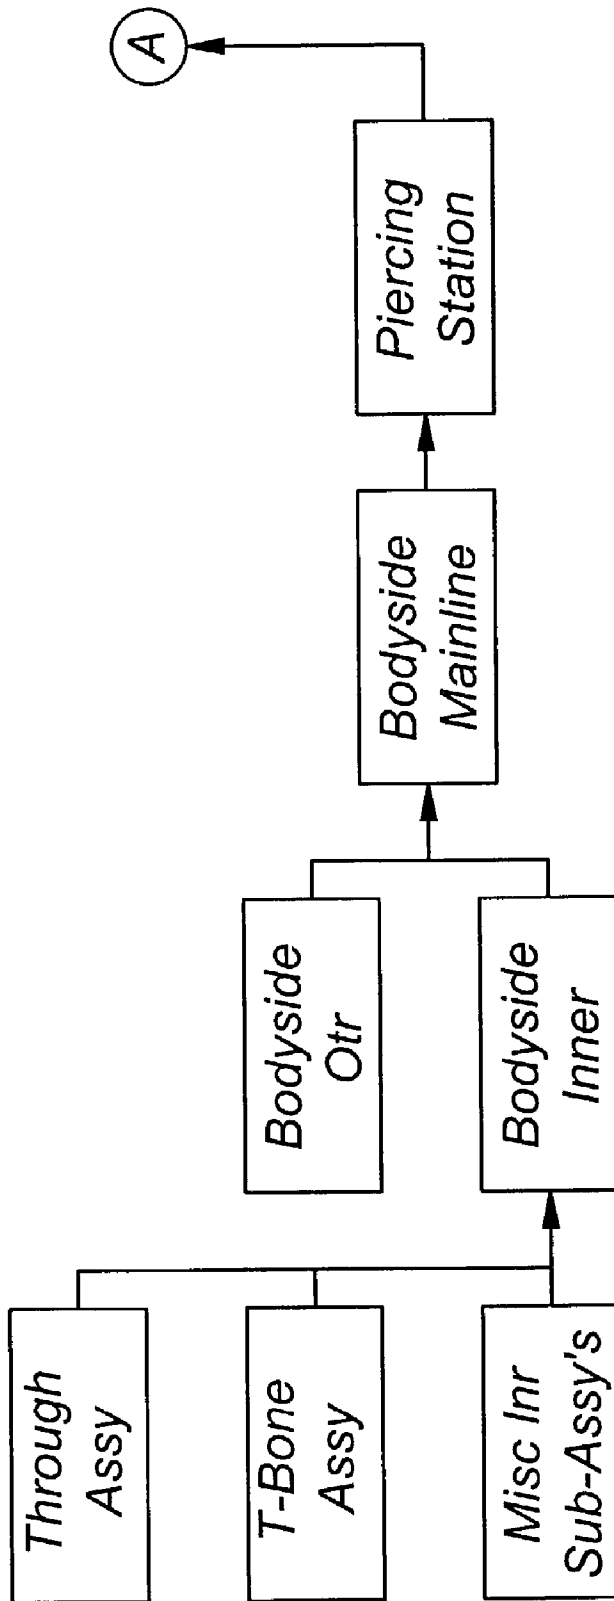 Through
Assy
T-Bone
Assy
Misc Inr
Sub-Assy's
Bodyside
Otr
Bodyside
Inner
Bodyside
Mainline
Piercing
Station
A